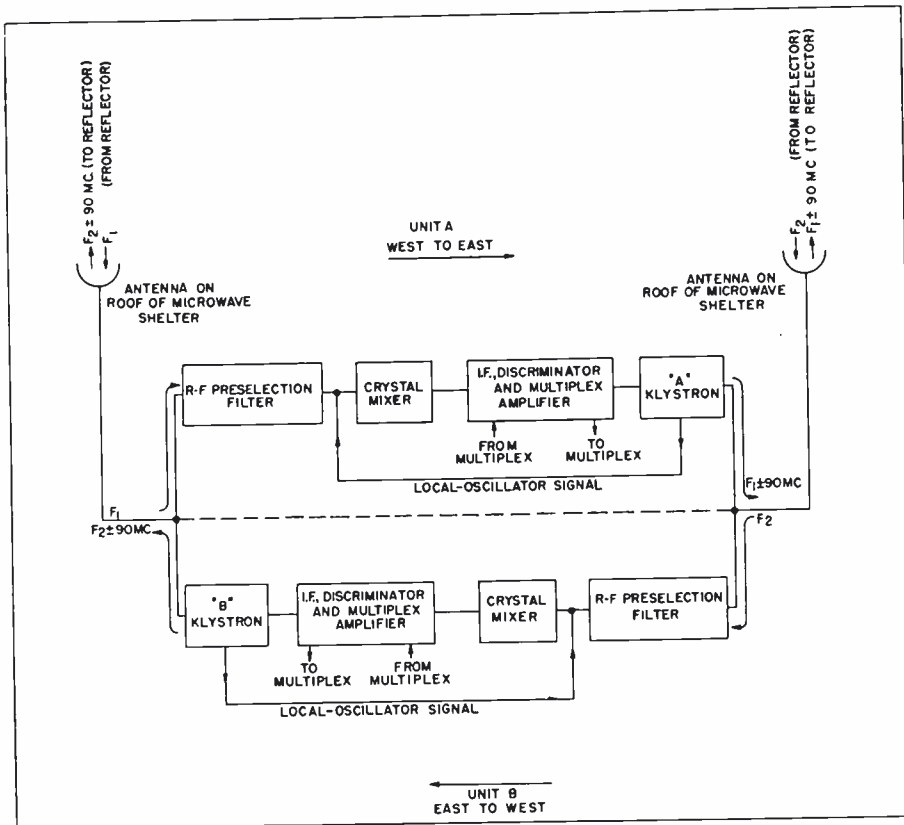 F2 ± 90 MC. (TO REFLECTOR)
F1 (FROM REFLECTOR)
F2 (FROM REFLECTOR)
F1 ± 90 MC (TO REFLECTOR)
UNIT A
WEST TO EAST
ANTENNA ON
ROOF OF MICROWAVE
SHELTER
ANTENNA ON
ROOF OF MICROWAVE
SHELTER
R-F PRESELECTION
FILTER
CRYSTAL
MIXER
I.F., DISCRIMINATOR
AND MULTIPLEX
AMPLIFIER
"A"
KLYSTRON
FROM
MULTIPLEX
TO
MULTIPLEX
LOCAL-OSCILLATOR SIGNAL
F1 ± 90MC
F1
F2 ± 90MC.
F2
"B"
KLYSTRON
I.F., DISCRIMINATOR
AND MULTIPLEX
AMPLIFIER
CRYSTAL
MIXER
R-F PRESELECTION
FILTER
TO
MULTIPLEX
FROM
MULTIPLEX
LOCAL-OSCILLATOR SIGNAL
UNIT B
EAST TO WEST